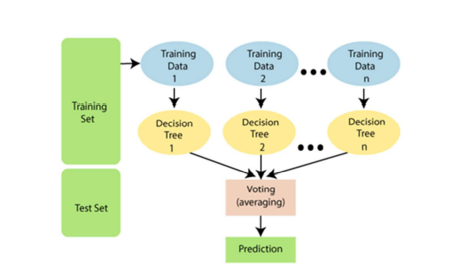 Training
Set
Test Set
Training
Data
1
Training
Data
2
Training
Data
n
Decision
Tree
1
Decision
Tree
2
Decision
Tree
n
Voting
(averaging)
Prediction